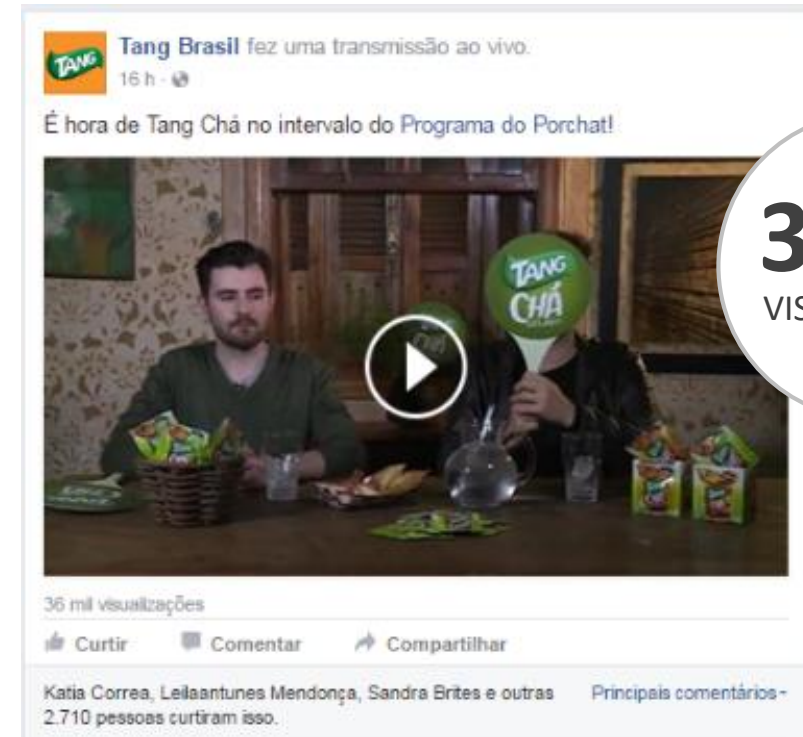 TANG
Tang Brasil fez uma transmissão ao vivo.
16 h ·
É hora de Tang Chá no intervalo do Programa do Porchat!
TANG
CHÁ
3
VIS
36 mil visualizações
Curtir Comentar Compartilhar
Katia Correa, Leilaantunes Mendonça, Sandra Brites e outras
2.710 pessoas curtiram isso.
Principais comentários